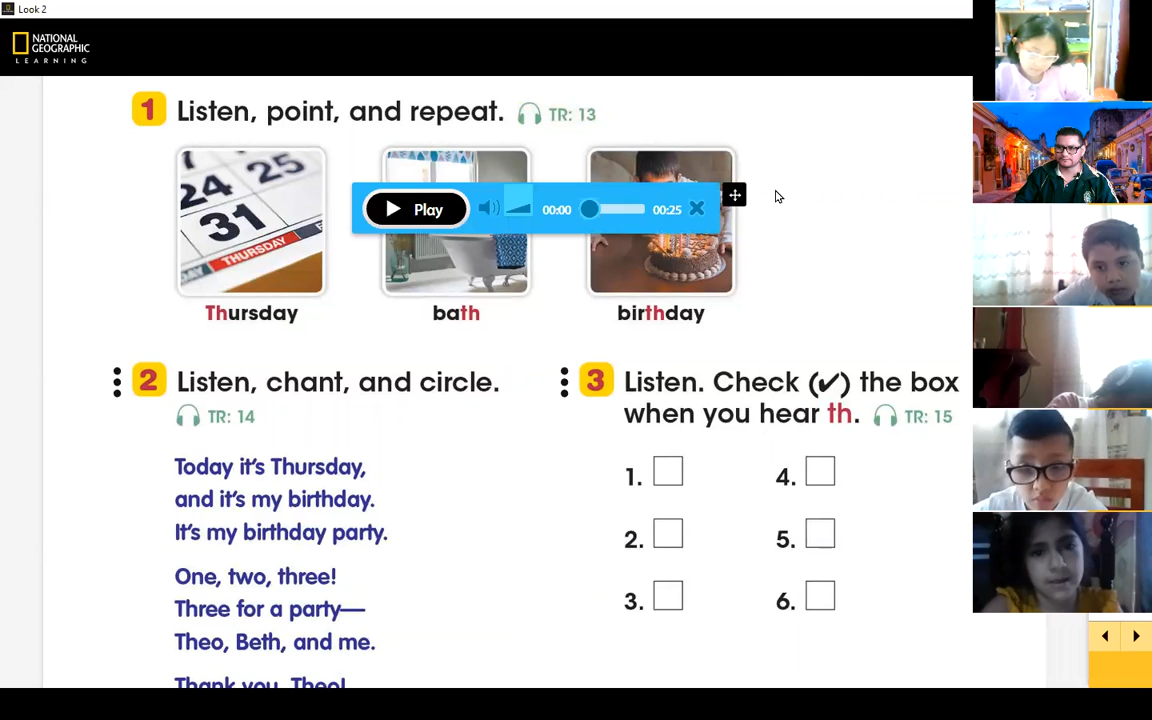 Look 2
NATIONAL
GEOGRAPHIC
LEARNING
1 Listen, point, and repeat. TR: 13
24 25
31
THURSDAY
Play 00:00 00:25
Thursday bath birthday
2 Listen, chant, and circle.
TR: 14
Today it's Thursday,
and it's my birthday.
It's my birthday party.
One, two, three!
Three for a party—
Theo, Beth, and me.
Thank you, Theo!
3 Listen. Check (✔) the box
when you hear th. TR: 15
1. 4.
2. 5.
3. 6.